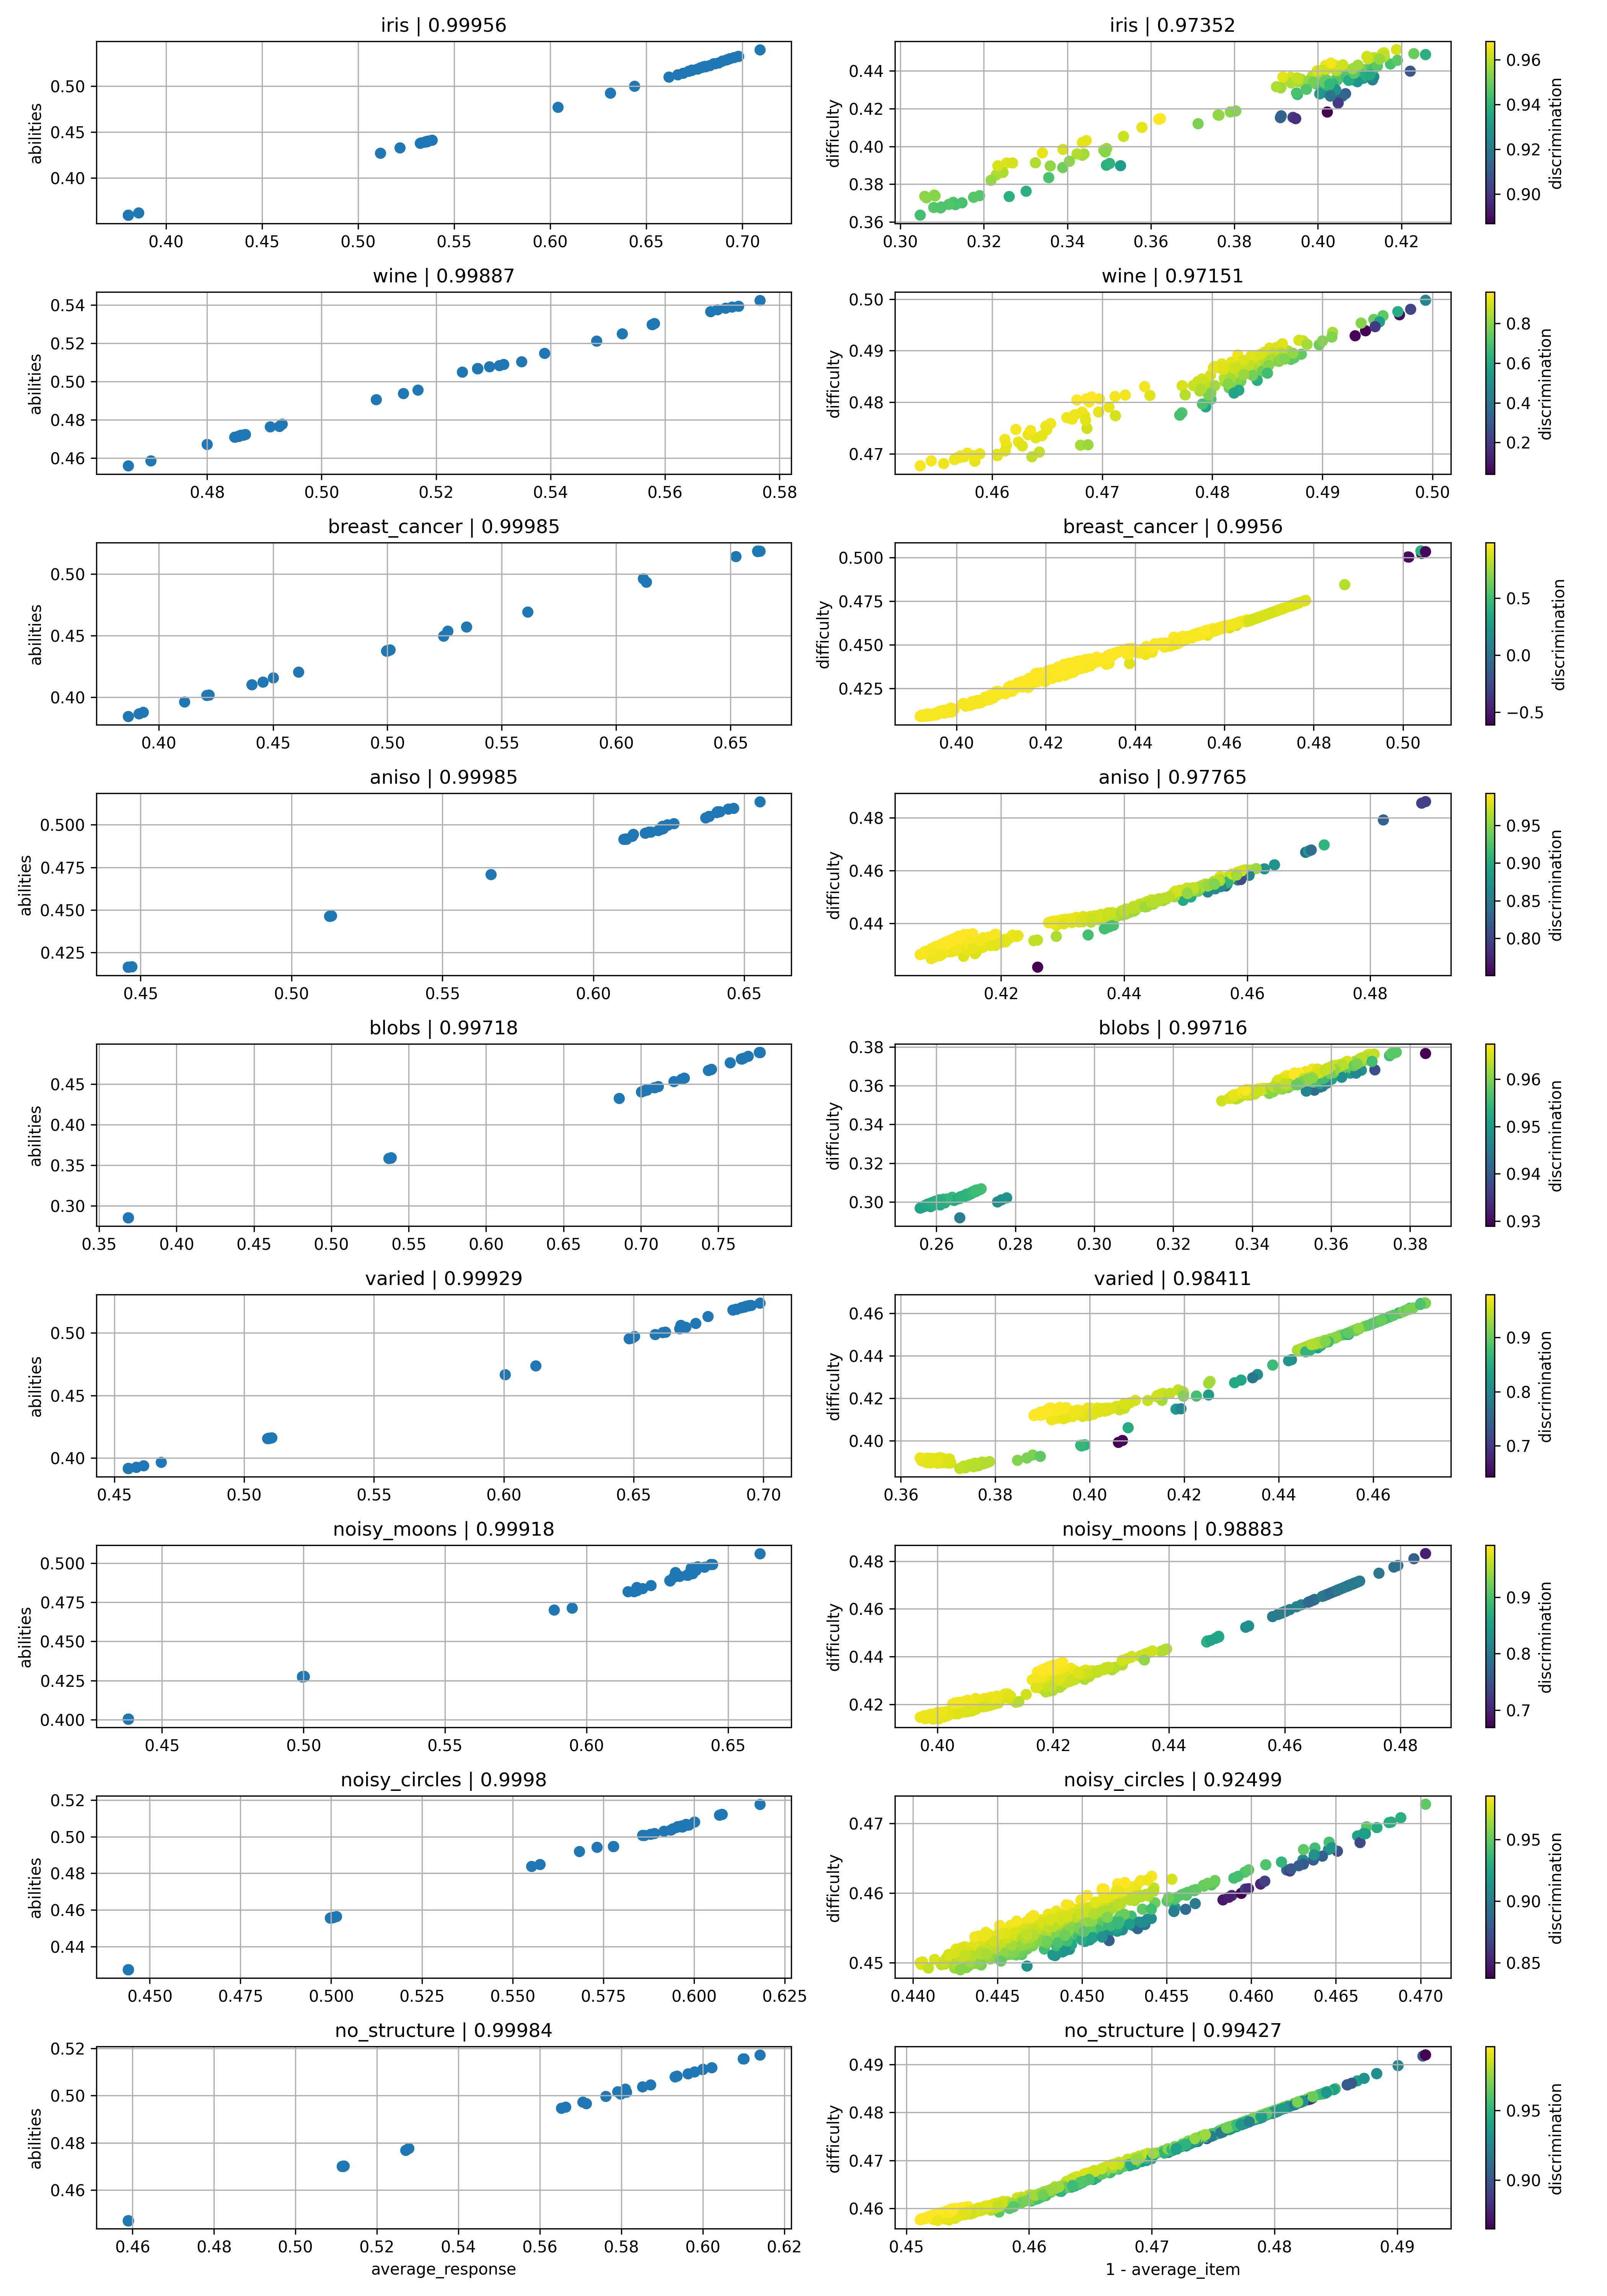 iris | 0.99956
abilities
0.50
0.45
0.40
0.40 0.45 0.50 0.55 0.60 0.65 0.70
iris | 0.97352
difficulty
0.44
0.42
0.40
0.38
0.36
0.30 0.32 0.34 0.36 0.38 0.40 0.42
0.96
0.94
0.92
0.90
discrimination
wine | 0.99887
abilities
0.54
0.52
0.50
0.48
0.46
0.48 0.50 0.52 0.54 0.56 0.58
wine | 0.97151
difficulty
0.50
0.49
0.48
0.47
0.46 0.47 0.48 0.49 0.50
0.8
0.6
0.4
0.2
discrimination
breast_cancer | 0.99985
abilities
0.50
0.45
0.40
0.40 0.45 0.50 0.55 0.60 0.65
breast_cancer | 0.9956
difficulty
0.500
0.475
0.450
0.425
0.40 0.42 0.44 0.46 0.48 0.50
0.5
0.0
−0.5
discrimination
aniso | 0.99985
abilities
0.500
0.475
0.450
0.425
0.45 0.50 0.55 0.60 0.65
aniso | 0.97765
difficulty
0.48
0.46
0.44
0.42 0.44 0.46 0.48
0.95
0.90
0.85
0.80
discrimination
blobs | 0.99718
abilities
0.45
0.40
0.35
0.30
0.35 0.40 0.45 0.50 0.55 0.60 0.65 0.70 0.75
blobs | 0.99716
difficulty
0.38
0.36
0.34
0.32
0.30
0.26 0.28 0.30 0.32 0.34 0.36 0.38
0.96
0.95
0.94
0.93
discrimination
varied | 0.99929
abilities
0.50
0.45
0.40
0.45 0.50 0.55 0.60 0.65 0.70
varied | 0.98411
difficulty
0.46
0.44
0.42
0.40
0.36 0.38 0.40 0.42 0.44 0.46
0.9
0.8
0.7
discrimination
noisy_moons | 0.99918
abilities
0.500
0.475
0.450
0.425
0.400
0.45 0.50 0.55 0.60 0.65
noisy_moons | 0.98883
difficulty
0.48
0.46
0.44
0.42
0.40 0.42 0.44 0.46 0.48
0.9
0.8
0.7
discrimination
noisy_circles | 0.9998
abilities
0.52
0.50
0.48
0.46
0.44
0.450 0.475 0.500 0.525 0.550 0.575 0.600 0.625
noisy_circles | 0.92499
difficulty
0.47
0.46
0.45
0.440 0.445 0.450 0.455 0.460 0.465 0.470
0.95
0.90
0.85
discrimination
no_structure | 0.99984
abilities
0.52
0.50
0.48
0.46
0.46 0.48 0.50 0.52 0.54 0.56 0.58 0.60 0.62
average_response
no_structure | 0.99427
difficulty
0.49
0.48
0.47
0.46
0.45 0.46 0.47 0.48 0.49
1 - average_item
0.95
0.90
discrimination